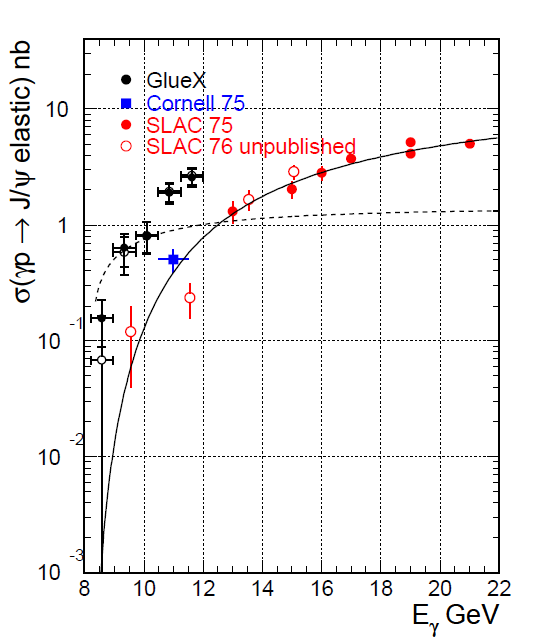 σ(γp → J/ψ elastic) nb
GlueX
Cornell 75
SLAC 75
SLAC 76 unpublished
10
1
10 -1
10 -2
10 -3
8 10 12 14 16 18 20 22
Eγ GeV